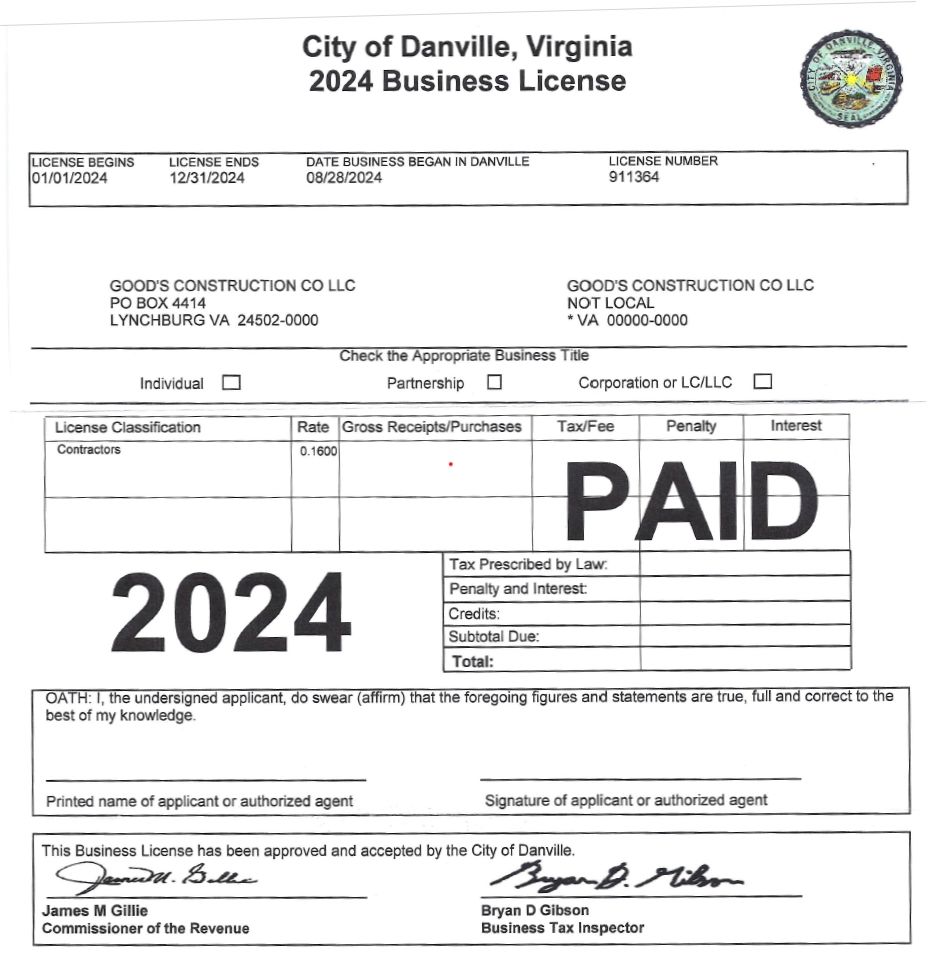 City of Danville, Virginia
2024 Business License
CITY OF DANVILLE, VIRGINIA
SEAL
LICENSE BEGINS LICENSE ENDS DATE BUSINESS BEGAN IN DANVILLE LICENSE NUMBER
01/01/2024 12/31/2024 08/28/2024 911364
GOOD'S CONSTRUCTION CO LLC GOOD'S CONSTRUCTION CO LLC
PO BOX 4414 NOT LOCAL
LYNCHBURG VA 24502-0000 * VA 00000-0000
Check the Appropriate Business Title
Individual Partnership Corporation or LC/LLC
License Classification Rate Gross Receipts/Purchases Tax/Fee Penalty Interest
Contractors 0.1600
PAID
Tax Prescribed by Law:
2024
Penalty and Interest:
Credits:
Subtotal Due:
Total:
OATH: I, the undersigned applicant, do swear (affirm) that the foregoing figures and statements are true, full and correct to the
best of my knowledge.
Printed name of applicant or authorized agent Signature of applicant or authorized agent
This Business License has been approved and accepted by the City of Danville.
James M. Gillie Bryan D. Gibson
James M Gillie Bryan D Gibson
Commissioner of the Revenue Business Tax Inspector